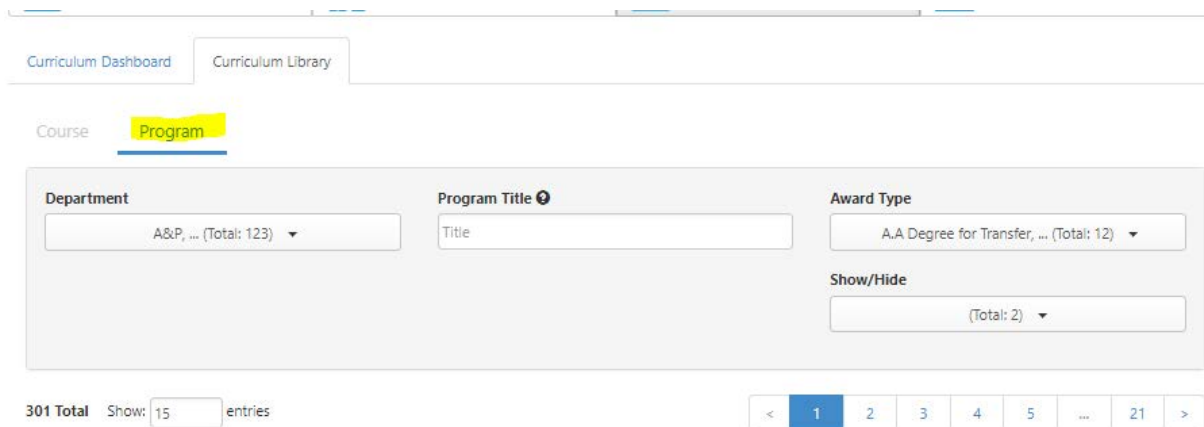 Curriculum Dashboard Curriculum Library
Course Program
Department Program Title Award Type
A&P, ... (Total: 123) Title A.A Degree for Transfer, ... (Total: 12)
Show/Hide
(Total: 2)
301 Total Show: 15 entries < 1 2 3 4 5 ... 21 >